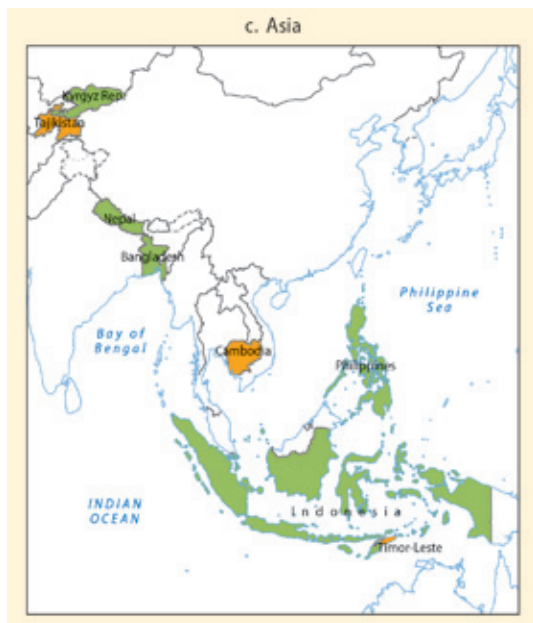 c. Asia
Kyrgyz Rep.
Tajikistan
Nepal
Bangladesh
Philippine
Sea
Bay of
Bengal
Cambodia
Philippines
INDIAN
OCEAN
Indonesia
Timor-Leste